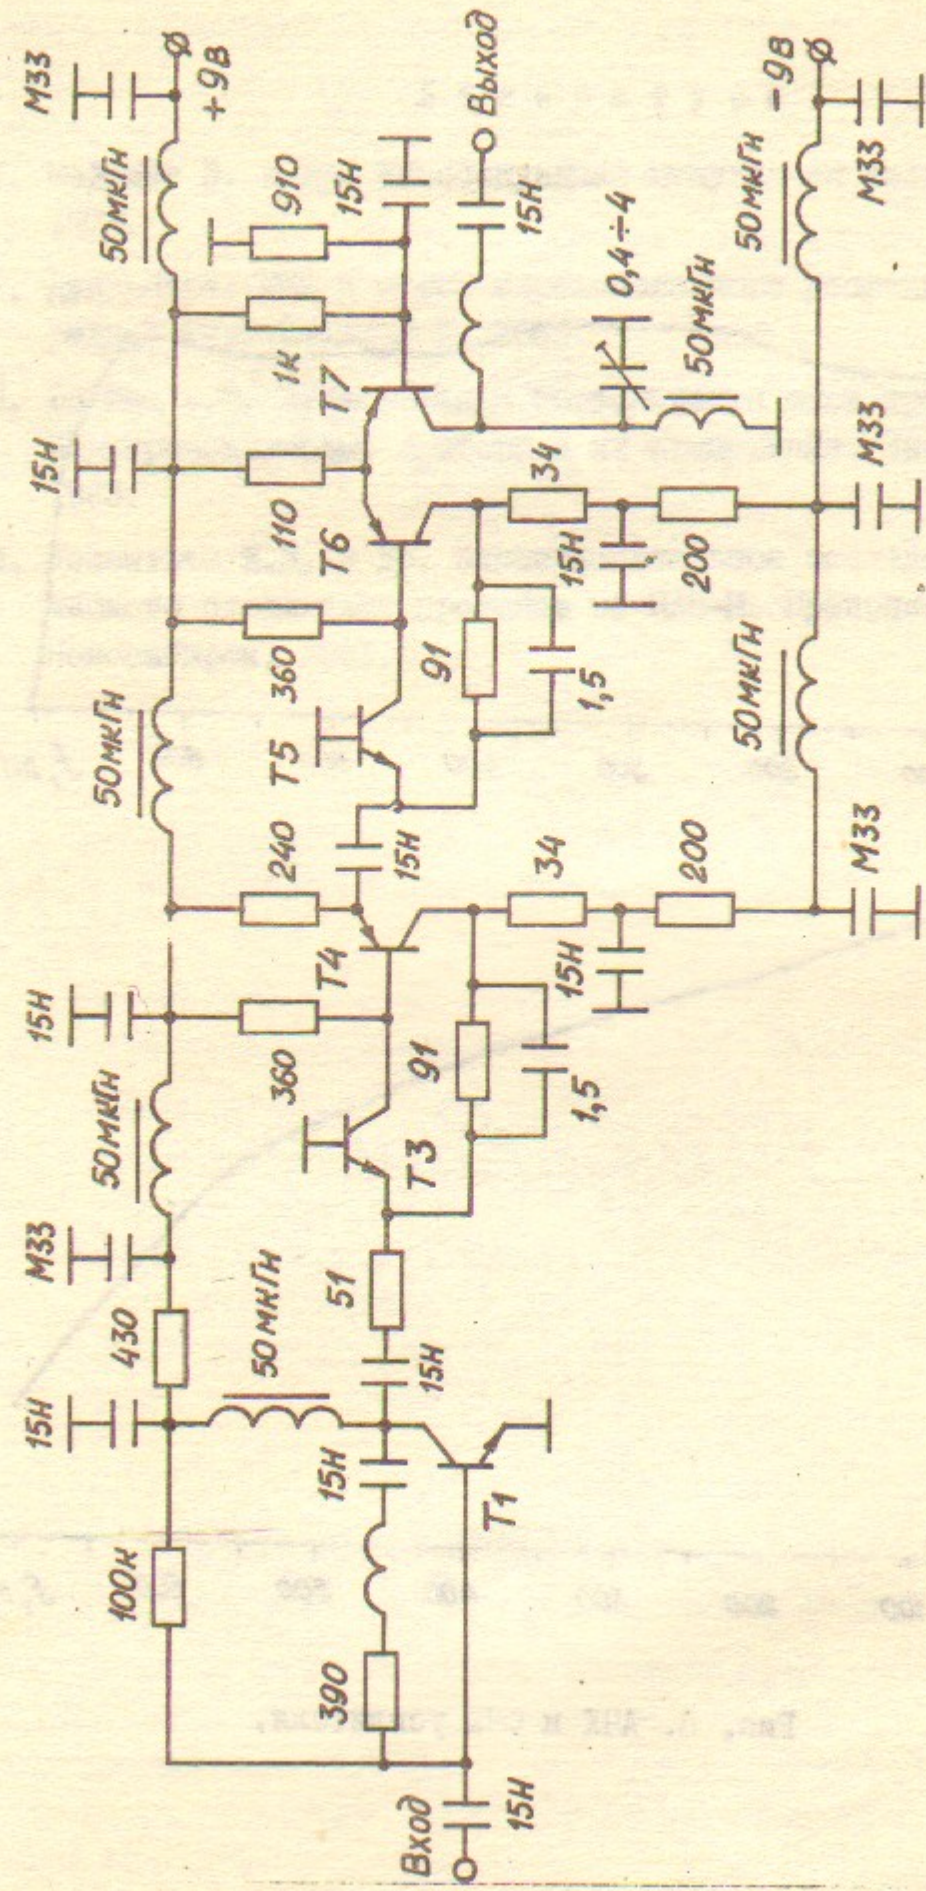 М33
+9В
50мкГн
910
15Н
Выход
1к
Т7
15Н
0,4÷4
50мкГн
-9В
М33
50мкГн
15Н
110
Т6
34
15Н
200
М33
360
91
1,5
50мкГн
Т5
50мкГн
240
15Н
34
200
М33
15Н
Т4
15Н
360
91
1,5
50мкГн
Т3
М33
51
430
50мкГн
15Н
15Н
15Н
Т1
100к
390
Вход
15Н